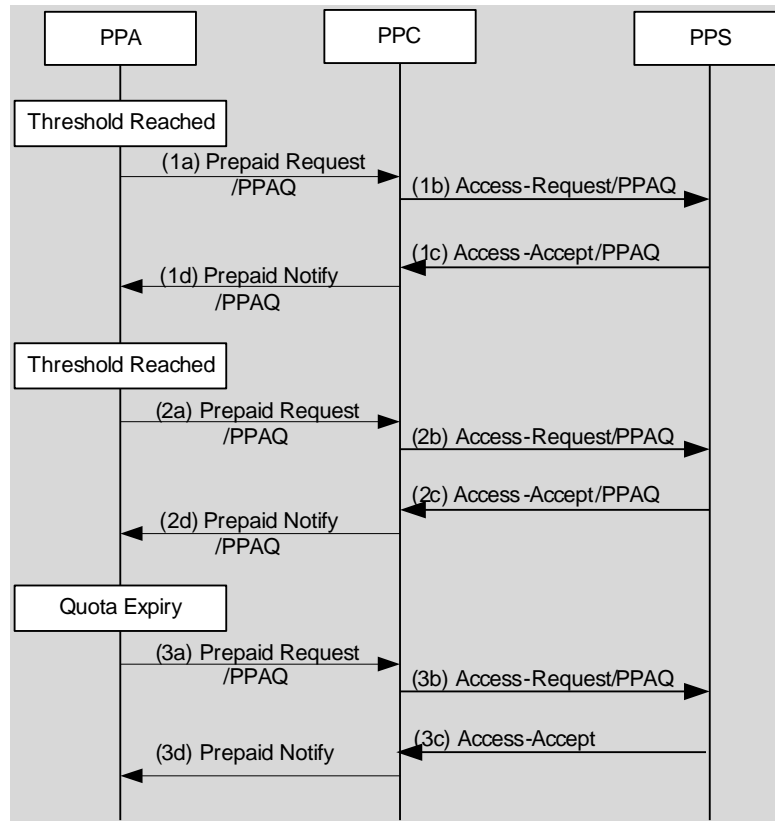 PPA PPC PPS
Threshold Reached
(1a) Prepaid Request
/PPAQ
(1b) Access-Request/PPAQ
(1c) Access-Accept/PPAQ
(1d) Prepaid Notify
/PPAQ
Threshold Reached
(2a) Prepaid Request
/PPAQ
(2b) Access-Request/PPAQ
(2c) Access-Accept/PPAQ
(2d) Prepaid Notify
/PPAQ
Quota Expiry
(3a) Prepaid Request
/PPAQ
(3b) Access-Request/PPAQ
(3c) Access-Accept
(3d) Prepaid Notify